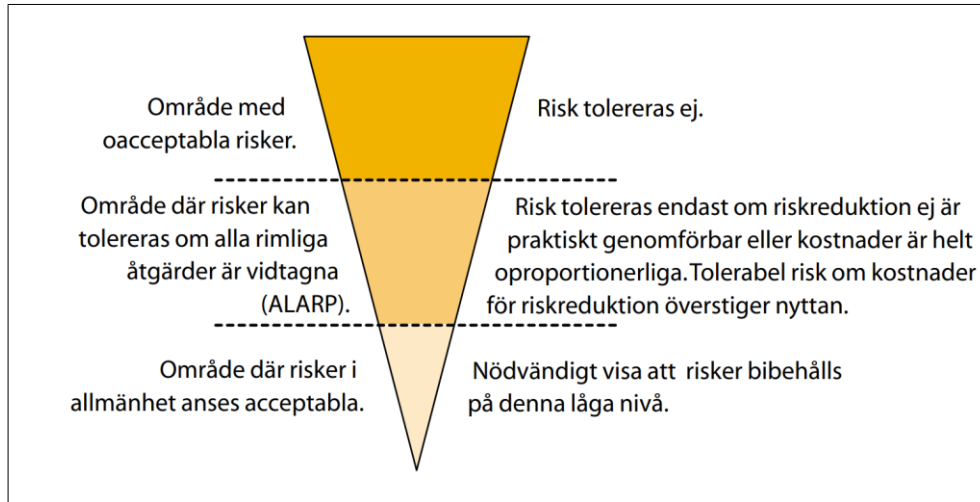 Område med
oacceptabla risker.
Risk tolereras ej.
Område där risker kan
tolereras om alla rimliga
åtgärder är vidtagna
(ALARP).
Risk tolereras endast om riskreduktion ej är
praktiskt genomförbar eller kostnader är helt
oproportionerliga. Tolerabel risk om kostnader
för riskreduktion överstiger nyttan.
Område där risker i
allmänhet anses acceptabla.
Nödvändigt visa att risker bibehålls
på denna låga nivå.